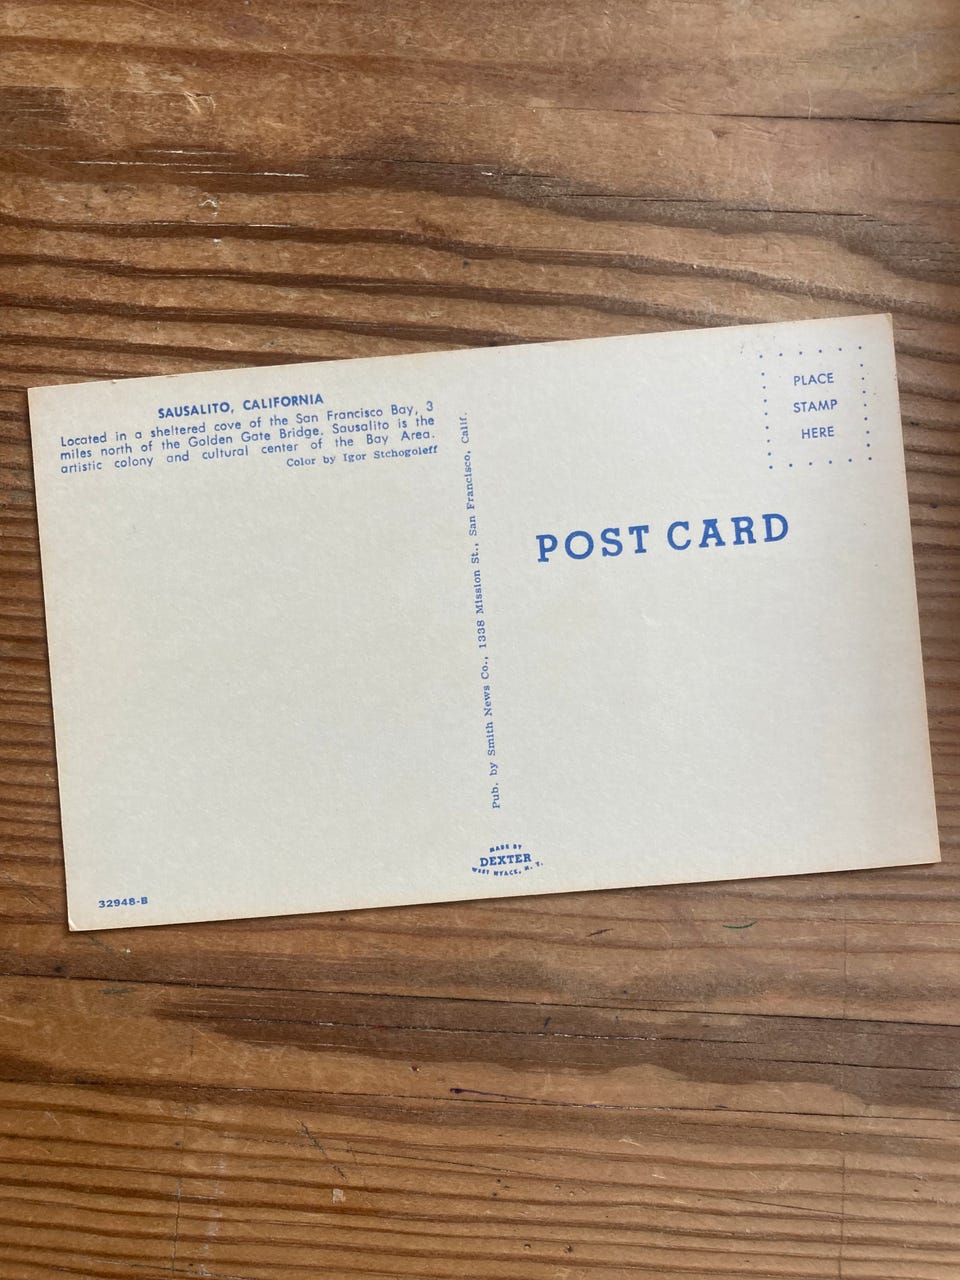 SAUSALITO, CALIFORNIA
Located in a sheltered cove of the San Francisco Bay, 3
miles north of the Golden Gate Bridge. Sausalito is the
artistic colony and cultural center of the Bay Area.
Color by Igor Stchogoleff
Pub. by Smith News Co., 1338 Mission St., San Francisco, Calif.
PLACE
STAMP
HERE
POST CARD
MADE BY
DEXTER
WEST NYACK, N. Y.
32948-B